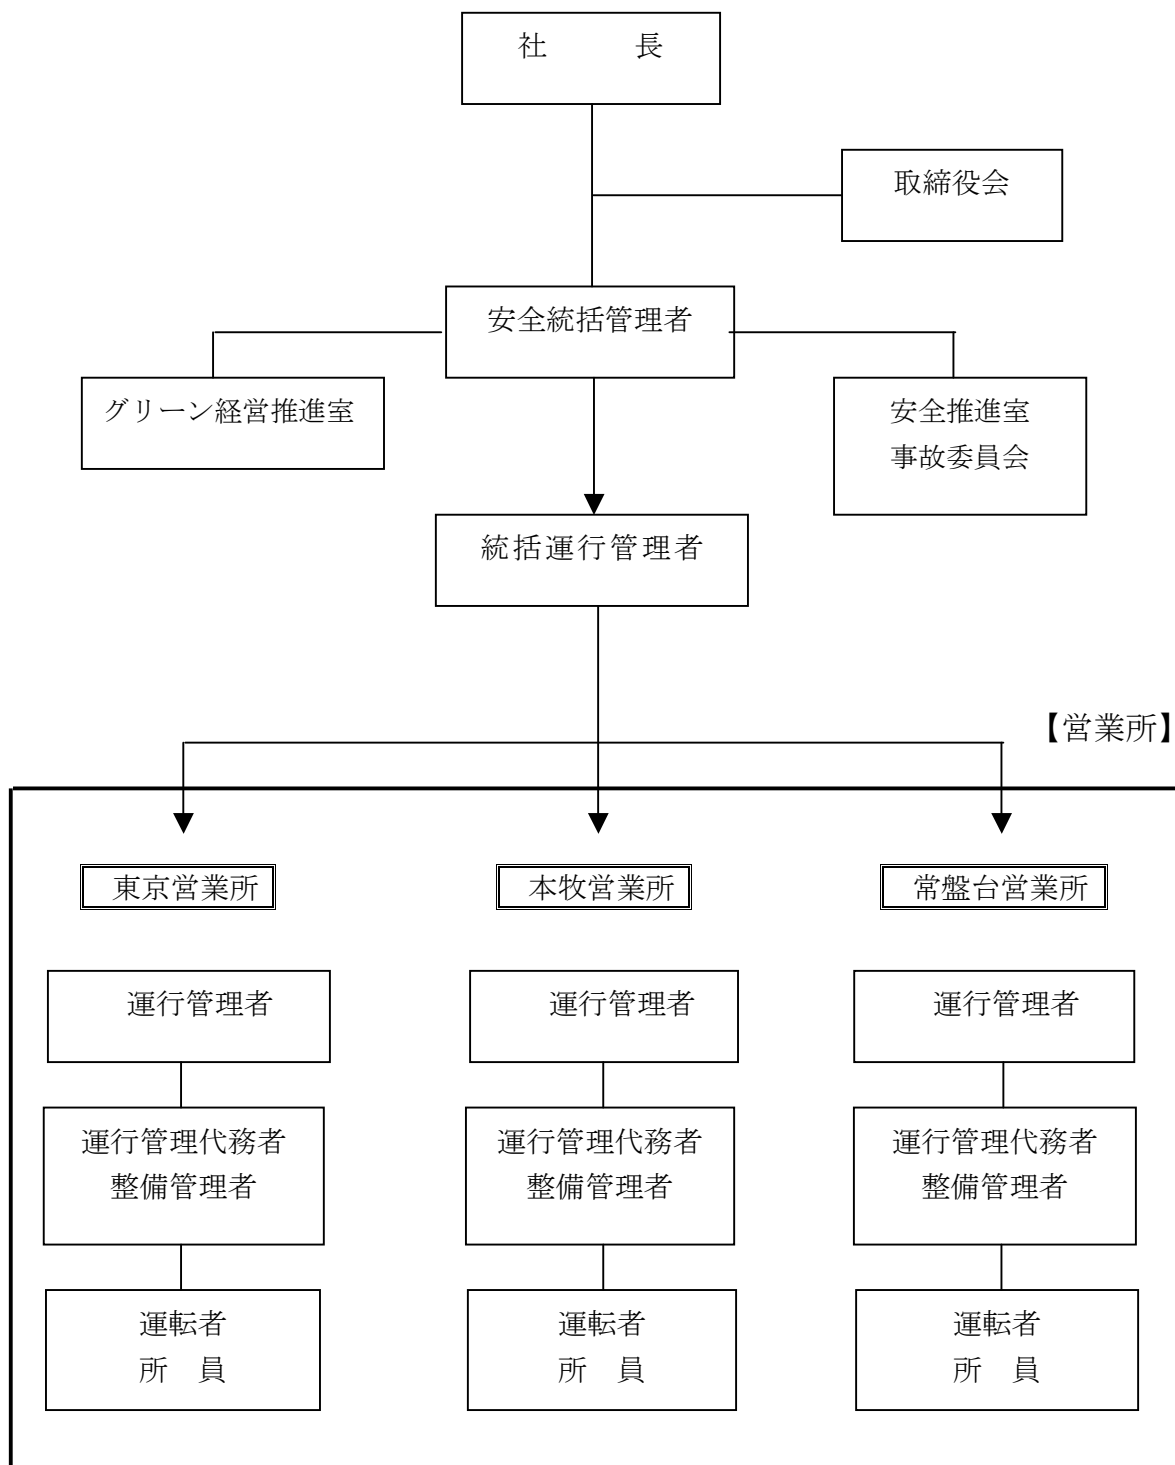 社　　　長
取締役会
安全統括管理者
グリーン経営推進室
安全推進室
事故委員会
統括運行管理者
【営業所】
東京営業所
本牧営業所
常盤台営業所
運行管理者
運行管理者
運行管理者
運行管理代務者
整備管理者
運行管理代務者
整備管理者
運行管理代務者
整備管理者
運転者
所　員
運転者
所　員
運転者
所　員